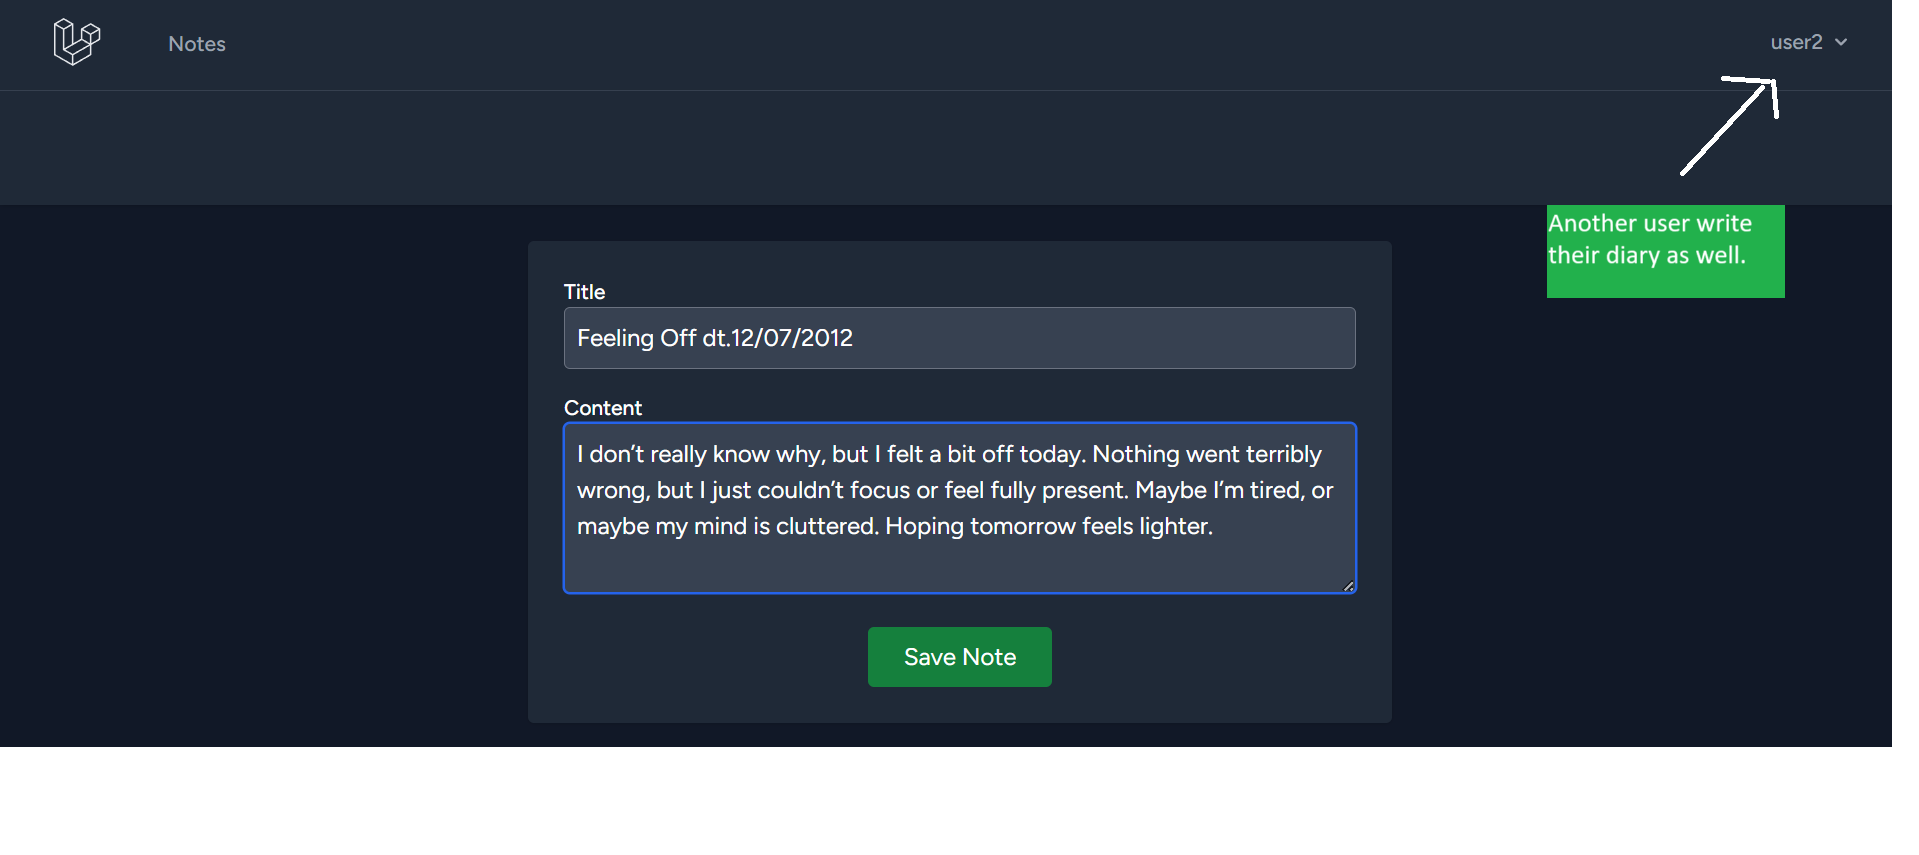 Notes
user2
Another user write
their diary as well.
Title
Feeling Off dt.12/07/2012
Content
I don’t really know why, but I felt a bit off today. Nothing went terribly
wrong, but I just couldn’t focus or feel fully present. Maybe I’m tired, or
maybe my mind is cluttered. Hoping tomorrow feels lighter.
Save Note